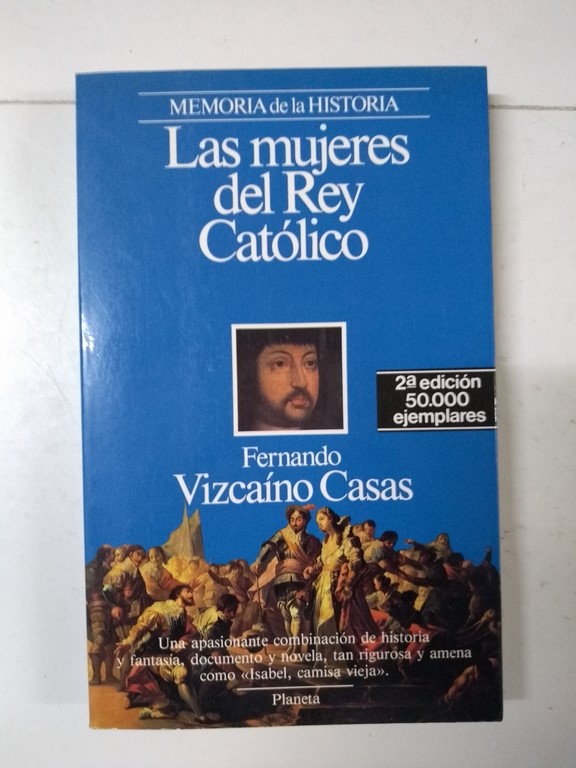 MEMORIA de la HISTORIA
Las mujeres
del Rey
Católico
2ª edición
50.000
ejemplares
Fernando
Vizcaíno Casas
Una apasionante combinación de historia
y fantasía, documento y novela, tan rigurosa y amena
como «Isabel, camisa vieja».
Planeta